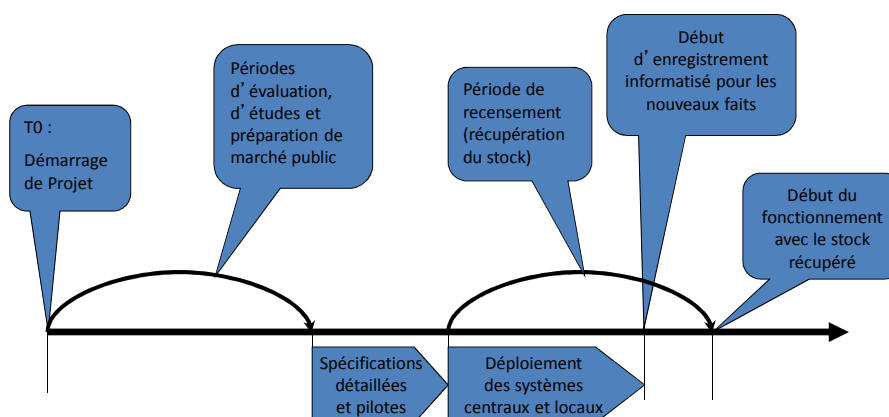 T0 :
Démarrage
de Projet
Périodes
d’ évaluation,
d’ études et
préparation de
marché public
Période de
recensement
(récupération
du stock)
Début
d’ enregistrement
informatisé pour les
nouveaux faits
Début du
fonctionnement
avec le stock
récupéré
Spécifications
détaillées
et pilotes
Déploiement
des systèmes
centraux et locaux